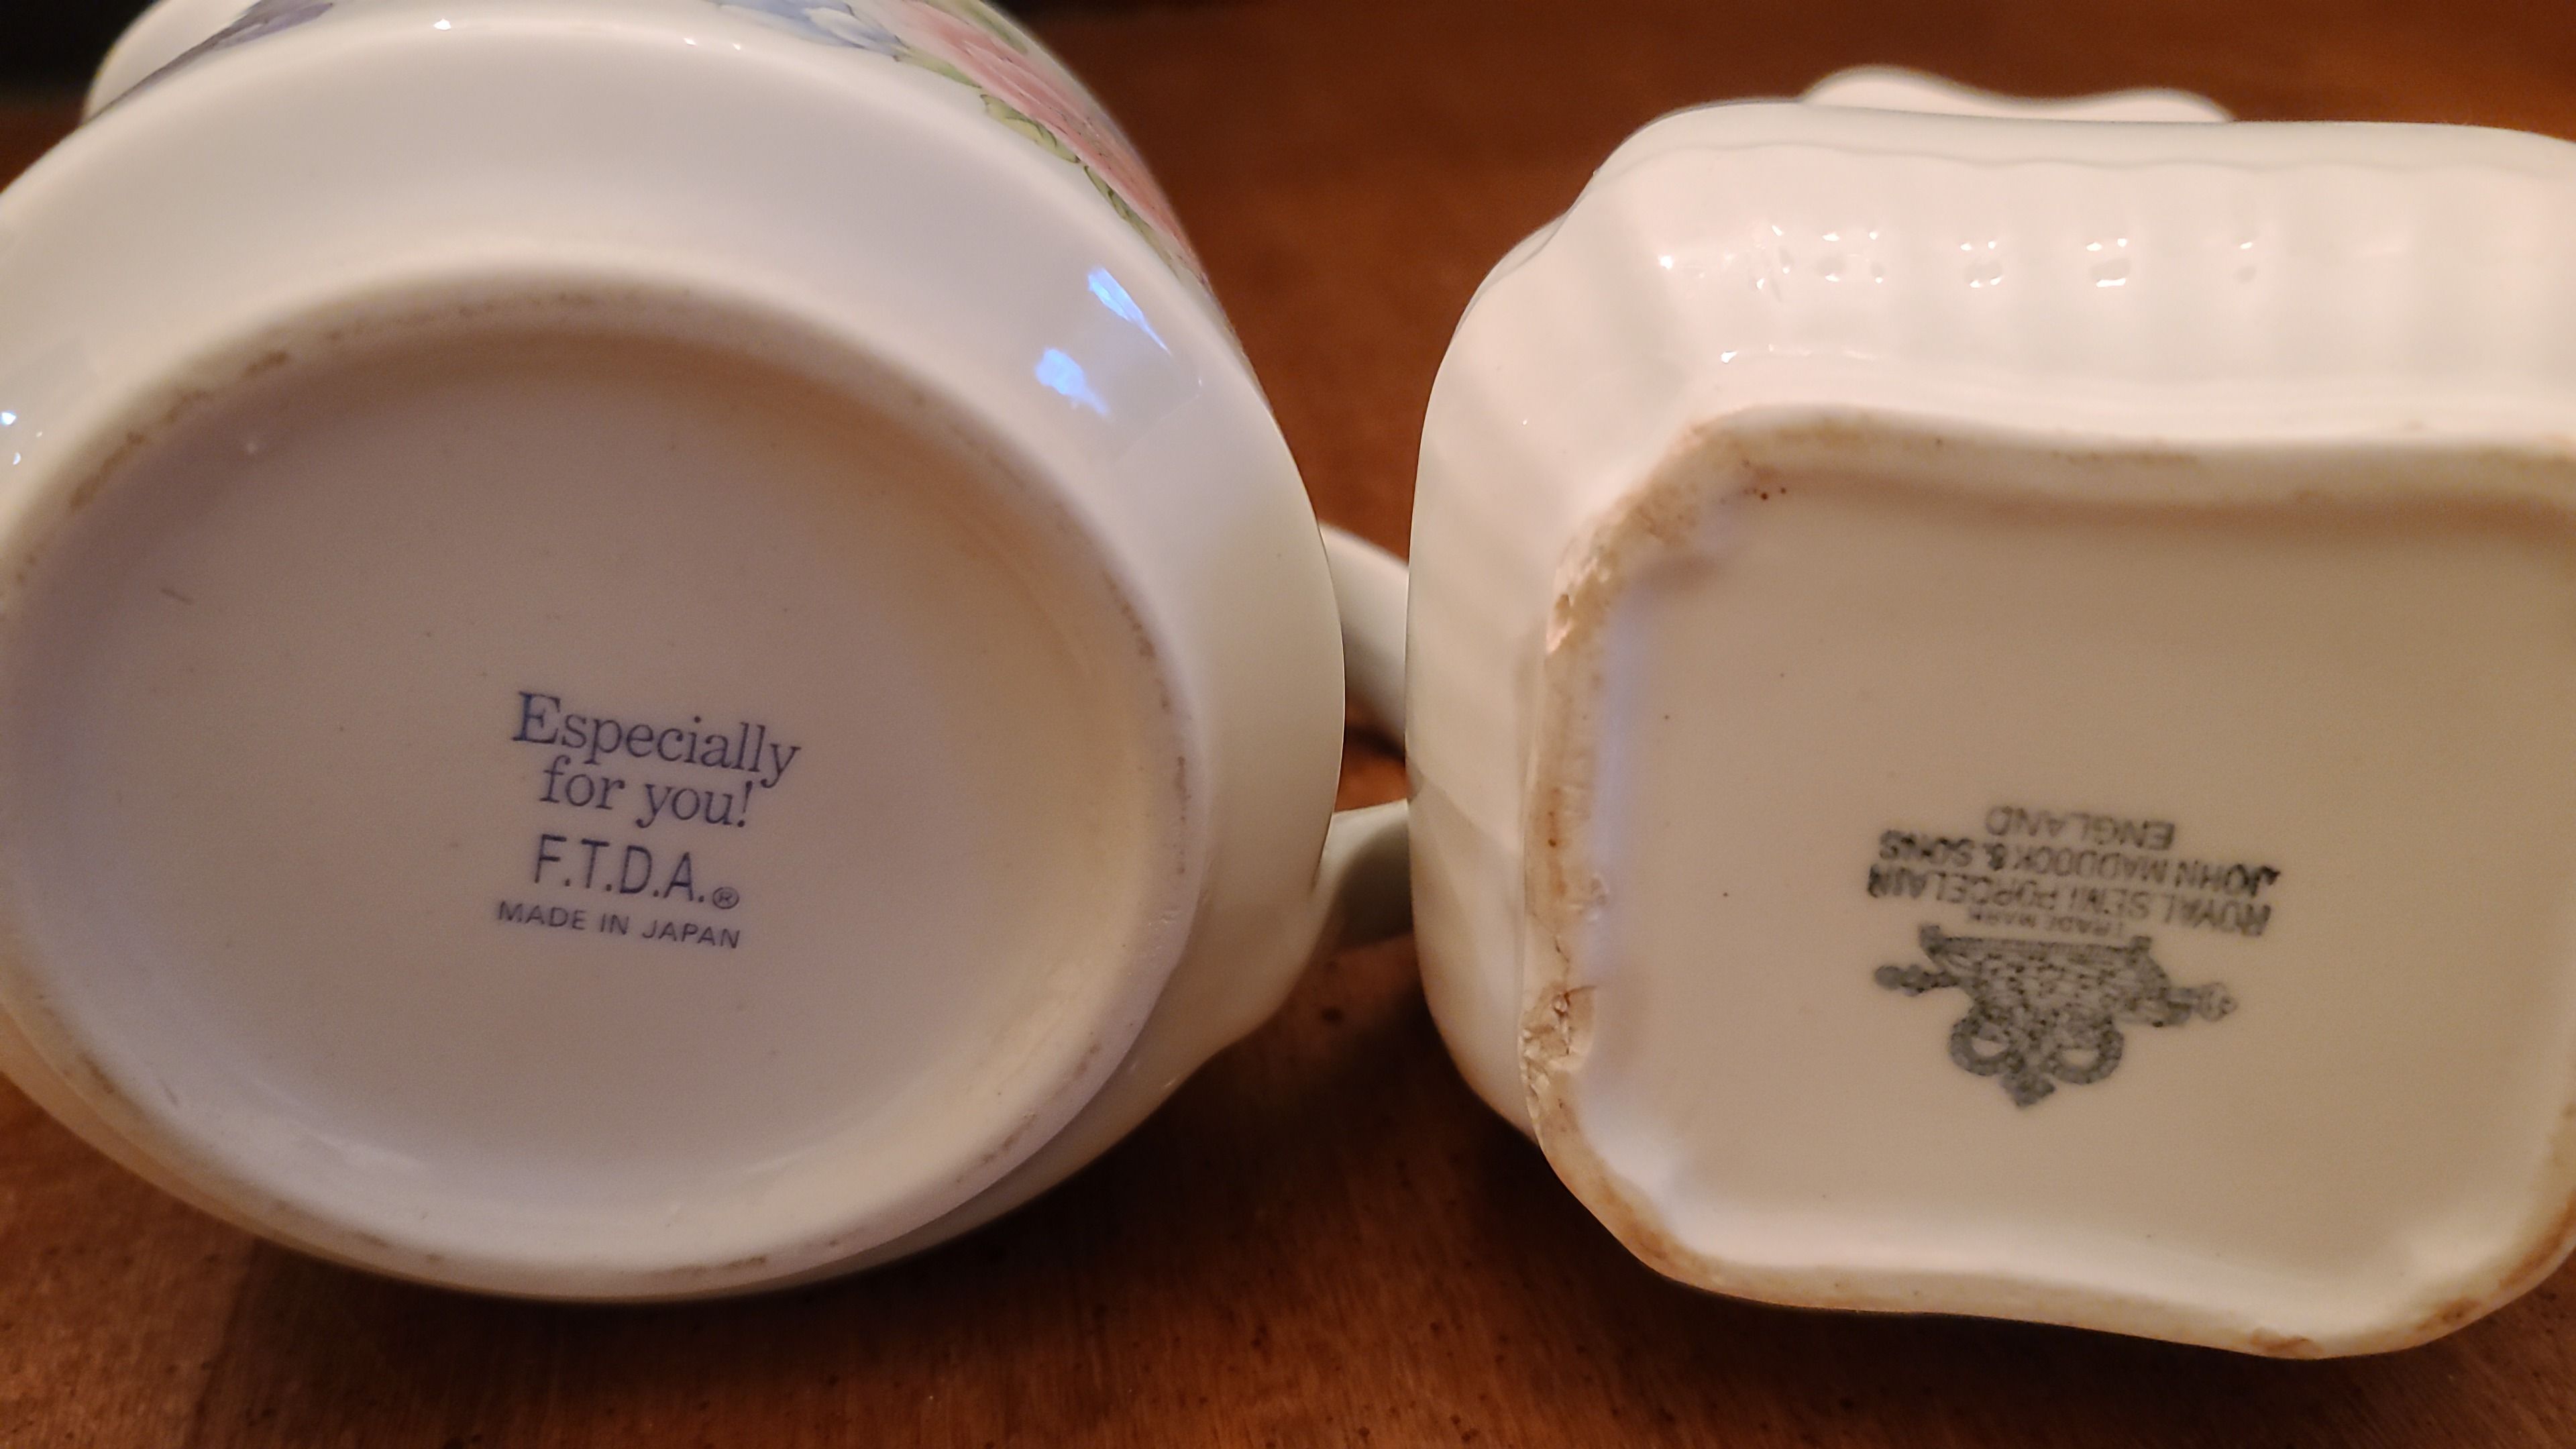 Especially
for you!
F.T.D.A.®
MADE IN JAPAN
TRADE MARK
ROYAL SEMI PORCELAIN
JOHN MADDOCK & SONS
ENGLAND